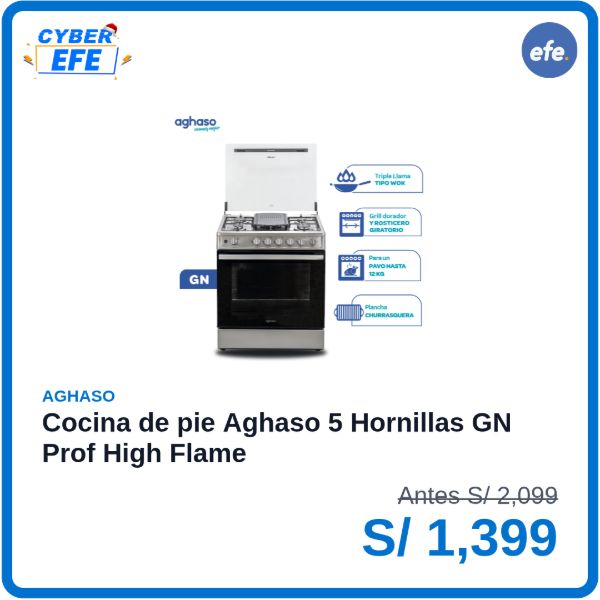 CYBER
EFE
efe.
aghaso
Triple Llama
TIPO WOK
Grill dorador
Y ROSTICERO
GIRATORIO
GN
Para un
PAVO HASTA
12 KG
Plancha
CHURRASQUERA
AGHASO
Cocina de pie Aghaso 5 Hornillas GN
Prof High Flame
Antes S/ 2,099
S/ 1,399